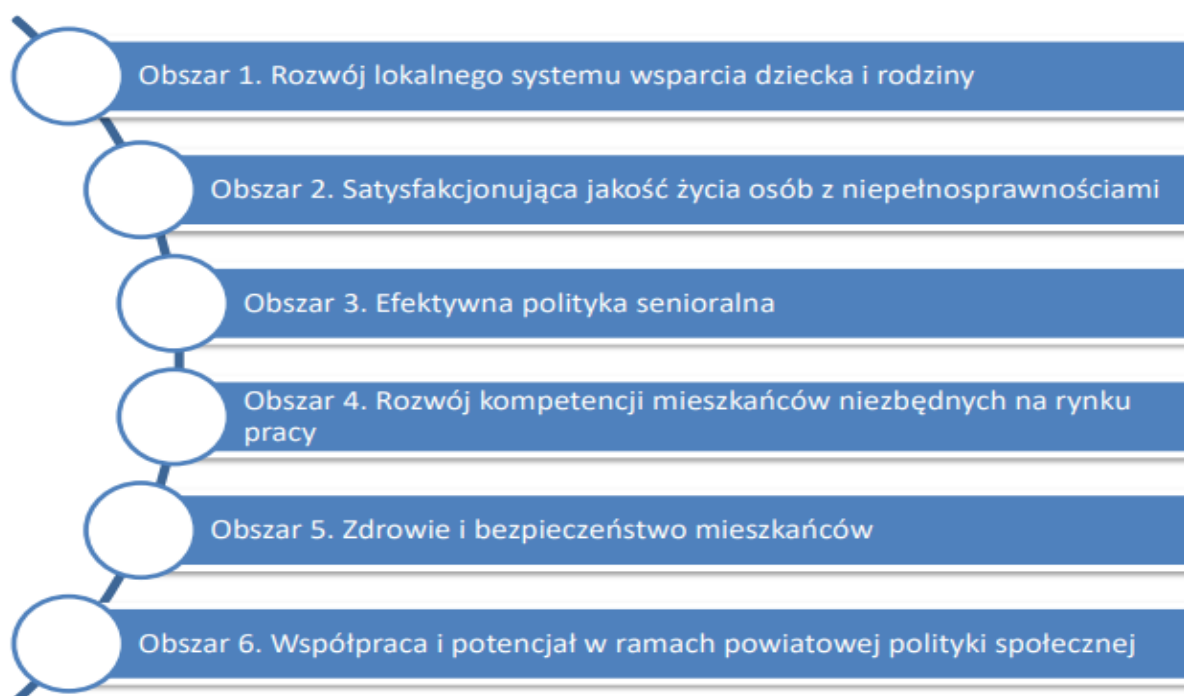 Obszar 1. Rozwój lokalnego systemu wsparcia dziecka i rodziny
Obszar 2. Satysfakcjonująca jakość życia osób z niepełnosprawnościami
Obszar 3. Efektywna polityka senioralna
Obszar 4. Rozwój kompetencji mieszkańców niezbędnych na rynku
pracy
Obszar 5. Zdrowie i bezpieczeństwo mieszkańców
Obszar 6. Współpraca i potencjał w ramach powiatowej polityki społecznej